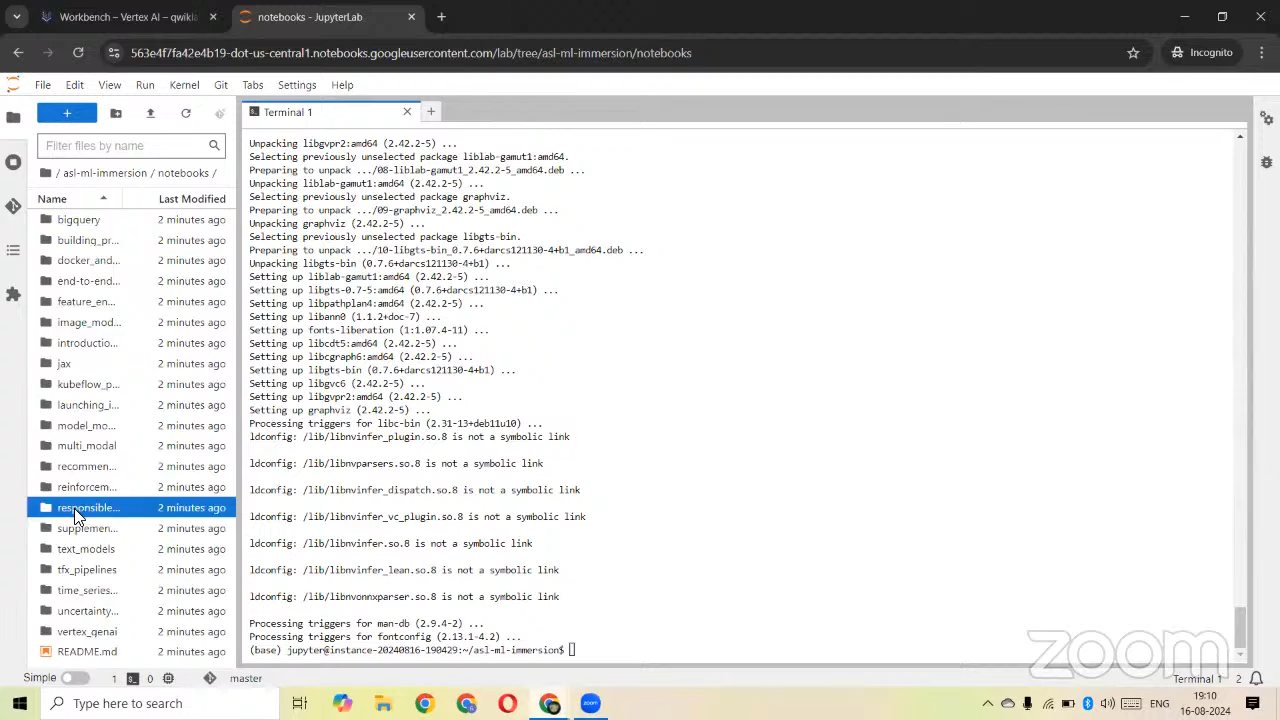 Workbench – Vertex AI – qwikla
notebooks - JupyterLab
563e4f7fa42e4b19-dot-us-central1.notebooks.googleusercontent.com/lab/tree/asl-ml-immersion/notebooks
Incognito
File Edit View Run Kernel Git Tabs Settings Help
Terminal 1
Filter files by name
/ asl-ml-immersion / notebooks /
Name Last Modified
bigquery 2 minutes ago
building_pr... 2 minutes ago
docker_and... 2 minutes ago
end-to-end... 2 minutes ago
feature_en... 2 minutes ago
image_mod... 2 minutes ago
introductio... 2 minutes ago
jax 2 minutes ago
kubeflow_p... 2 minutes ago
launching_i... 2 minutes ago
model_mo... 2 minutes ago
multi_modal 2 minutes ago
recommen... 2 minutes ago
reinforcem... 2 minutes ago
responsible... 2 minutes ago
supplemen... 2 minutes ago
text_models 2 minutes ago
tfx_pipelines 2 minutes ago
time_series... 2 minutes ago
uncertainty... 2 minutes ago
vertex_genai 2 minutes ago
README.md 2 minutes ago
Unpacking libgvpr2:amd64 (2.42.2-5) ...
Selecting previously unselected package liblab-gamut1:amd64.
Preparing to unpack .../08-liblab-gamut1_2.42.2-5_amd64.deb ...
Unpacking liblab-gamut1:amd64 (2.42.2-5) ...
Selecting previously unselected package graphviz.
Preparing to unpack .../09-graphviz_2.42.2-5_amd64.deb ...
Unpacking graphviz (2.42.2-5) ...
Selecting previously unselected package libgts-bin.
Preparing to unpack .../10-libgts-bin_0.7.6+darcs121130-4+b1_amd64.deb ...
Unpacking libgts-bin (0.7.6+darcs121130-4+b1) ...
Setting up liblab-gamut1:amd64 (2.42.2-5) ...
Setting up libgts-0.7-5:amd64 (0.7.6+darcs121130-4+b1) ...
Setting up libpathplan4:amd64 (2.42.2-5) ...
Setting up libann0 (1.1.2+doc-7) ...
Setting up fonts-liberation (1:1.07.4-11) ...
Setting up libcdt5:amd64 (2.42.2-5) ...
Setting up libcgraph6:amd64 (2.42.2-5) ...
Setting up libgts-bin (0.7.6+darcs121130-4+b1) ...
Setting up libgvc6 (2.42.2-5) ...
Setting up libgvpr2:amd64 (2.42.2-5) ...
Setting up graphviz (2.42.2-5) ...
Processing triggers for libc-bin (2.31-13+deb11u10) ...
ldconfig: /lib/libnvinfer_plugin.so.8 is not a symbolic link
ldconfig: /lib/libnvparsers.so.8 is not a symbolic link
ldconfig: /lib/libnvinfer_dispatch.so.8 is not a symbolic link
ldconfig: /lib/libnvinfer_vc_plugin.so.8 is not a symbolic link
ldconfig: /lib/libnvinfer.so.8 is not a symbolic link
ldconfig: /lib/libnvinfer_lean.so.8 is not a symbolic link
ldconfig: /lib/libnvonnxparser.so.8 is not a symbolic link
Processing triggers for man-db (2.9.4-2) ...
Processing triggers for fontconfig (2.13.1-4.2) ...
(base) jupyter@instance-20240816-190429:~/asl-ml-immersion$
zoom
Simple 1 0 master Terminal 1 2
Type here to search
zoom
ENG
19:10
16-08-2024